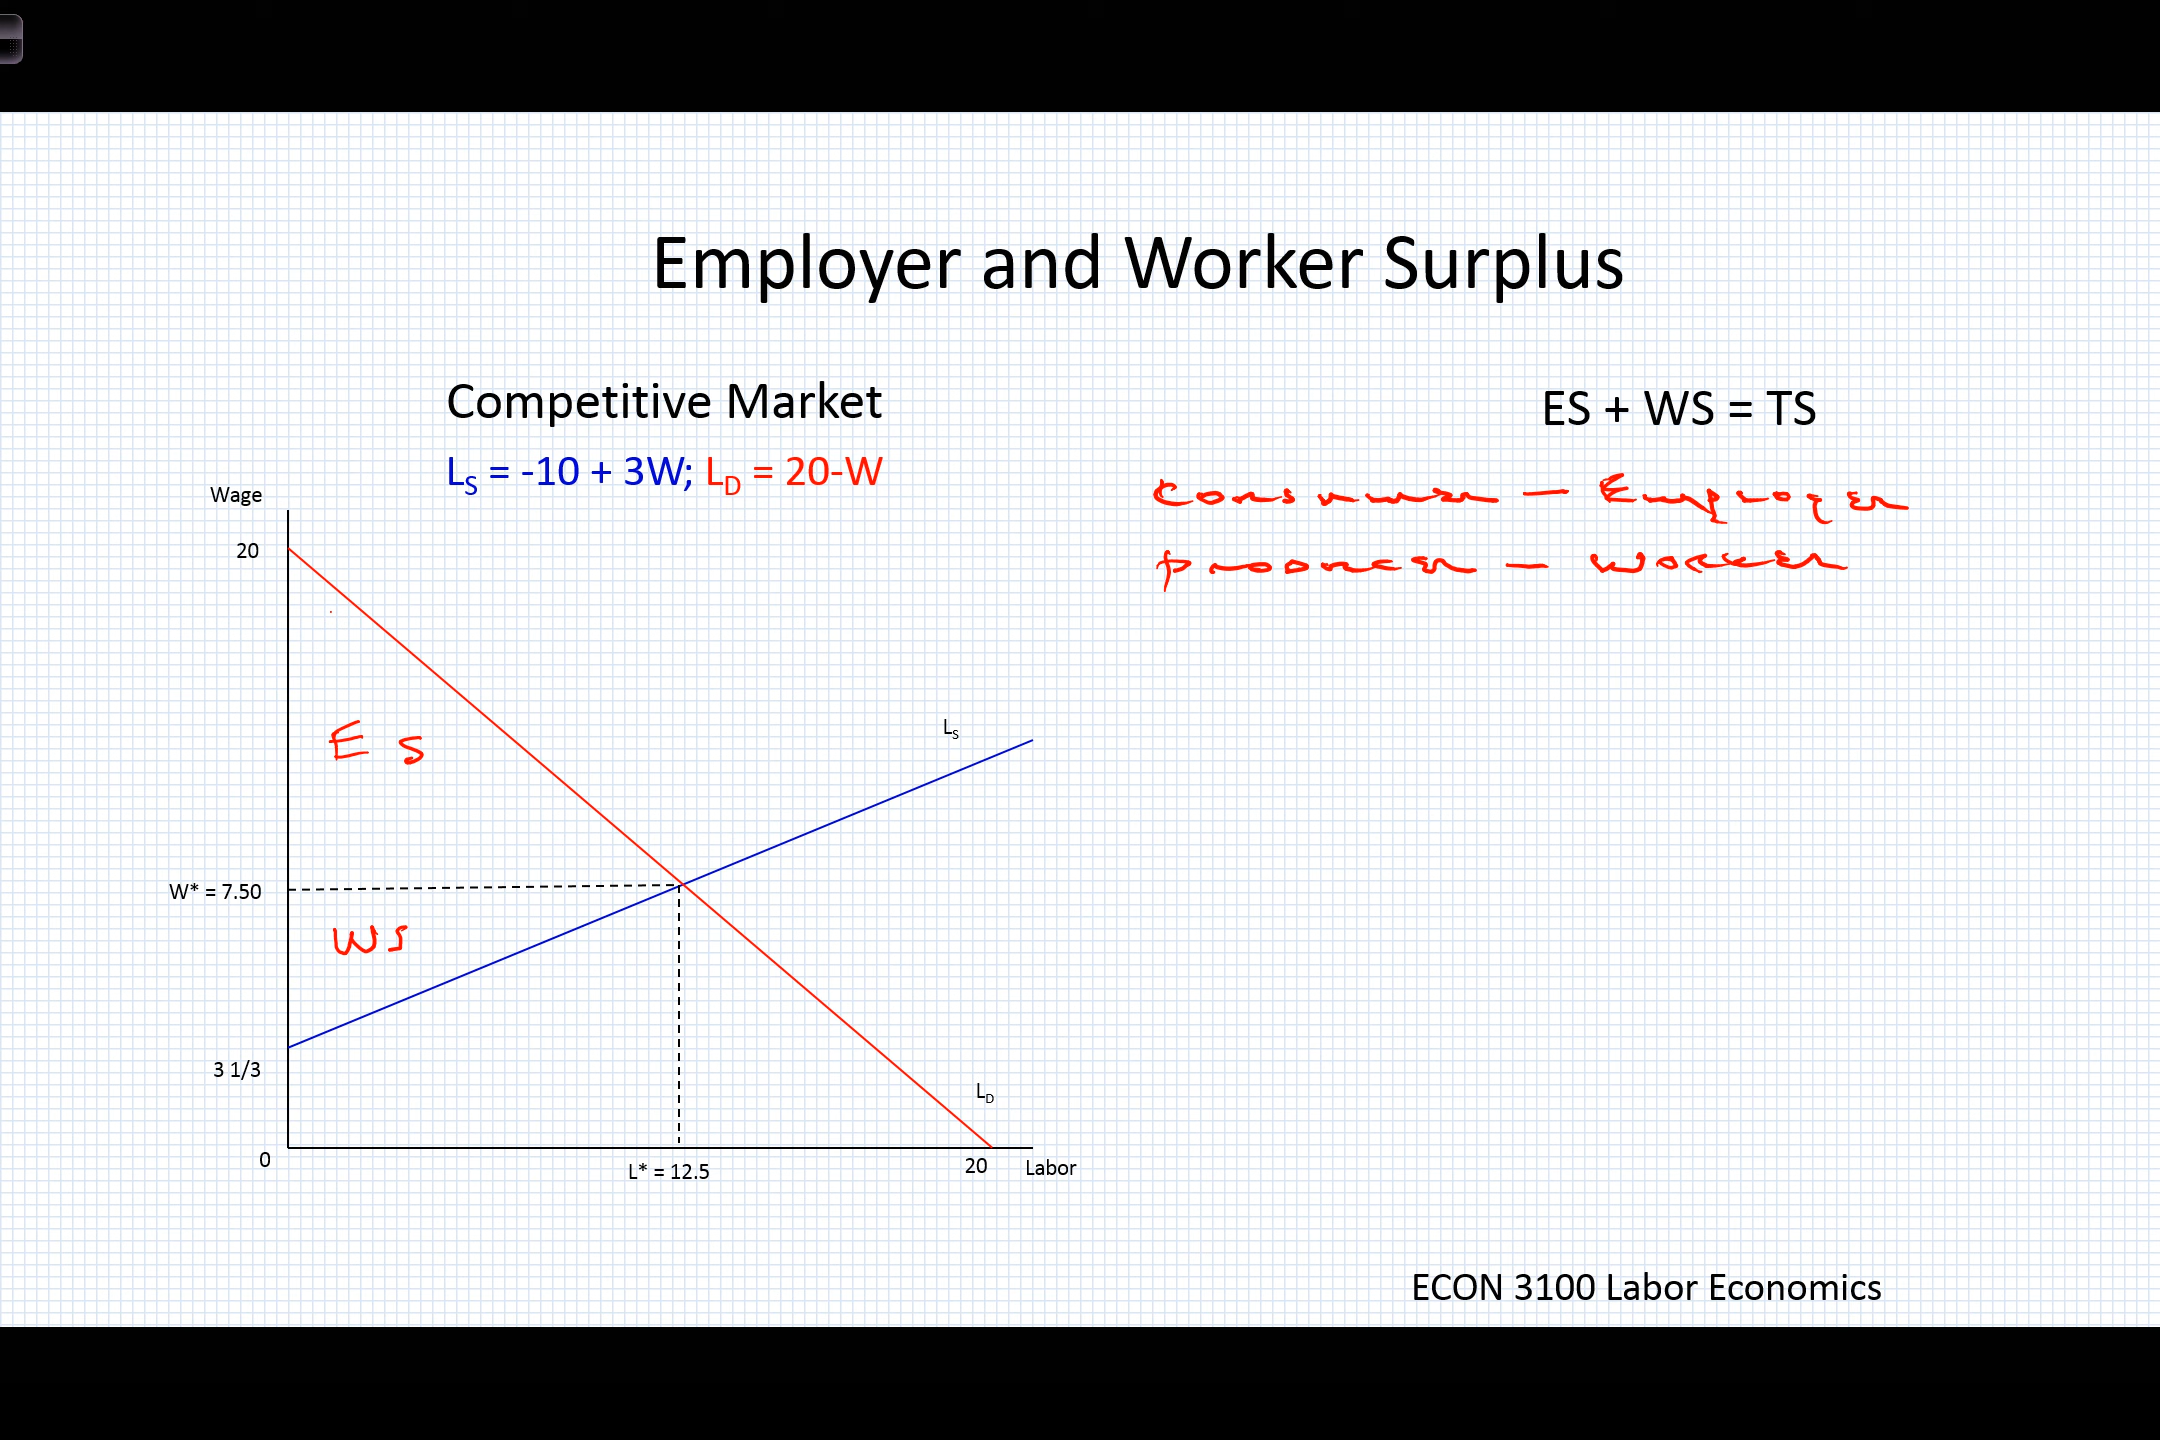 Employer and Worker Surplus
Competitive Market
ES + WS = TS
LS = -10 + 3W; LD = 20-W
Wage
Consumer — Employer
20
Producer — Worker
ES
LS
W* = 7.50
WS
3 1/3
LD
0
L* = 12.5
20
Labor
ECON 3100 Labor Economics